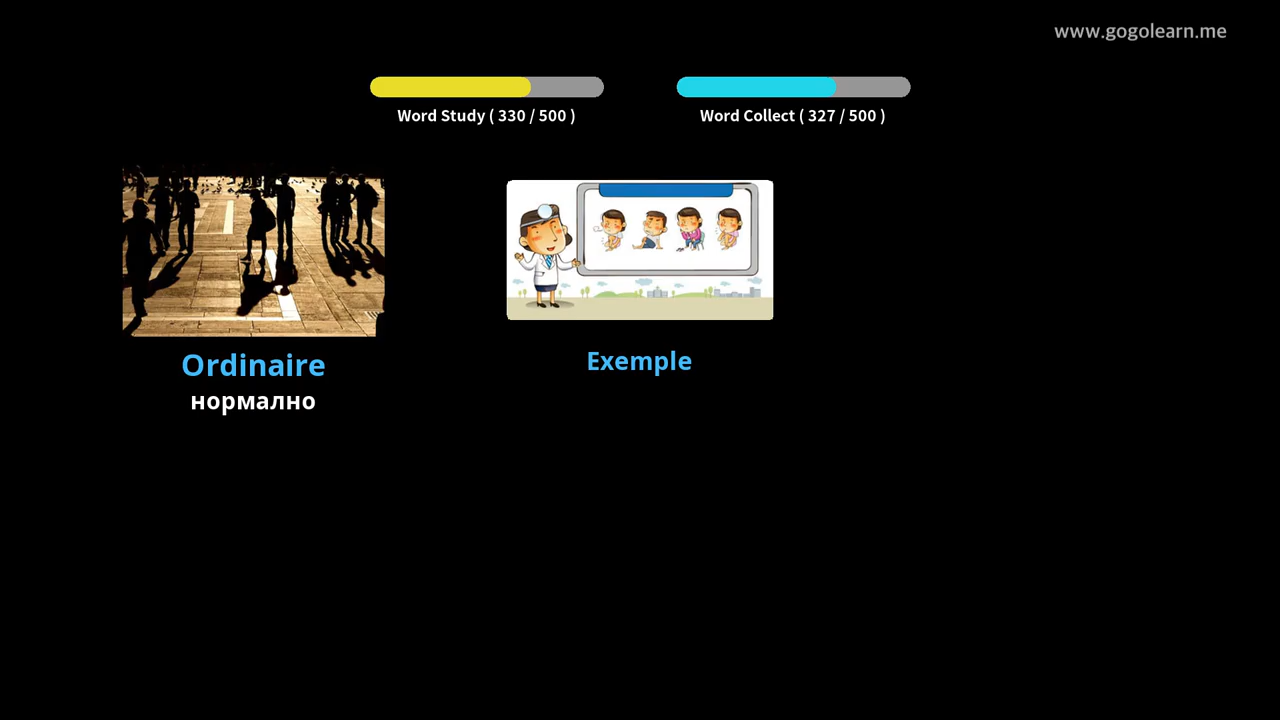 www.gogolearn.me
Word Study ( 330 / 500 )
Word Collect ( 327 / 500 )
Ordinaire
нормално
Exemple